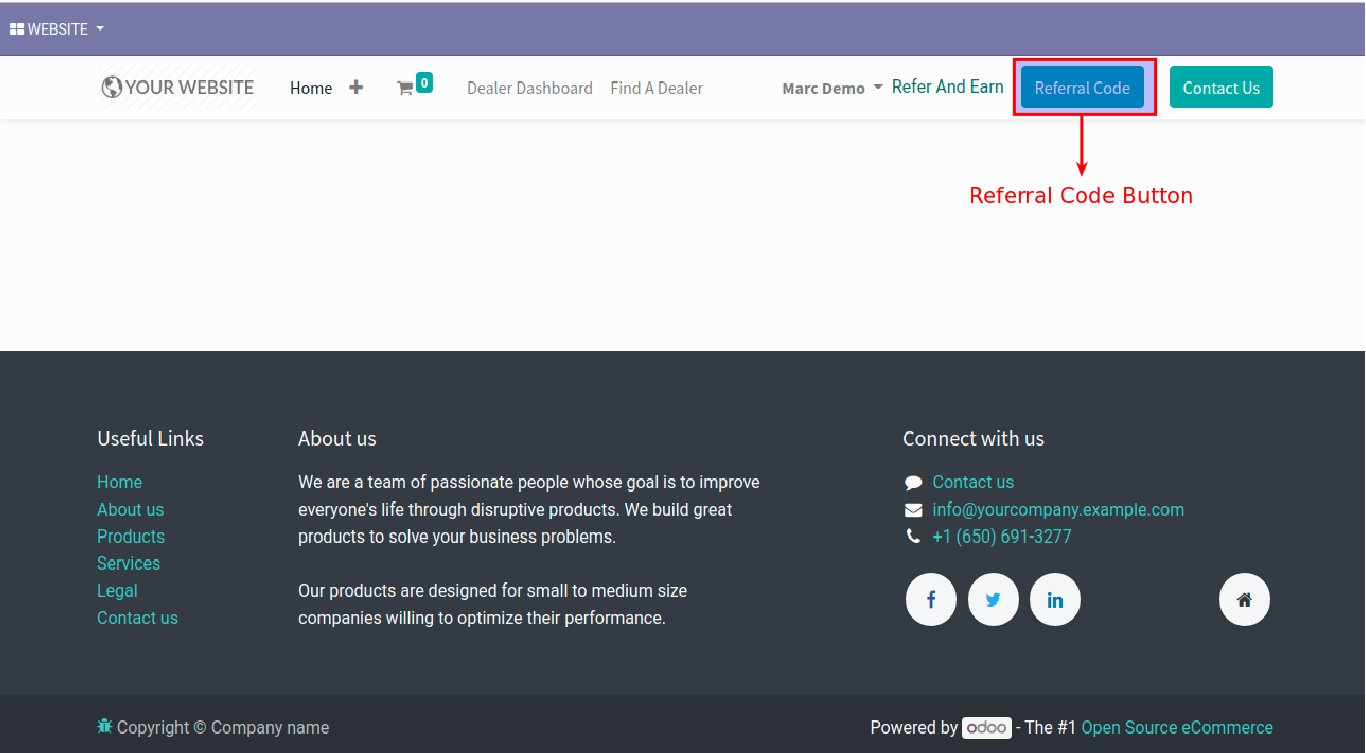 WEBSITE
YOUR WEBSITE Home 0 Dealer Dashboard Find A Dealer Marc Demo Refer And Earn Referral Code Contact Us
Referral Code Button
Useful Links
Home
About us
Products
Services
Legal
Contact us
About us
We are a team of passionate people whose goal is to improve
everyone's life through disruptive products. We build great
products to solve your business problems.
Our products are designed for small to medium size
companies willing to optimize their performance.
Connect with us
Contact us
info@yourcompany.example.com
+1 (650) 691-3277
Copyright © Company name
Powered by odoo - The #1 Open Source eCommerce